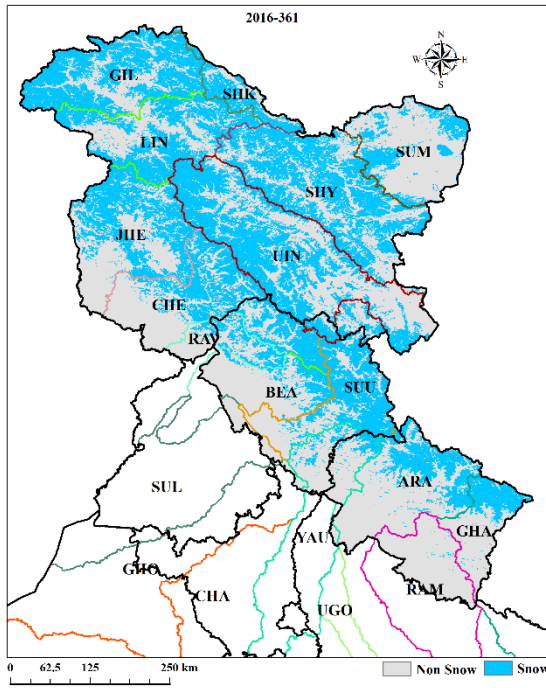 2016-361
N
W E
S
GIL
SHK
LIN
SUM
SHY
JHE
UIN
CHE
RAV
BEA
SUU
ARA
SUL
GHA
YAU
GHO
CHA
UGO
RAM
0 62.5 125 250 km
Non Snow Snow